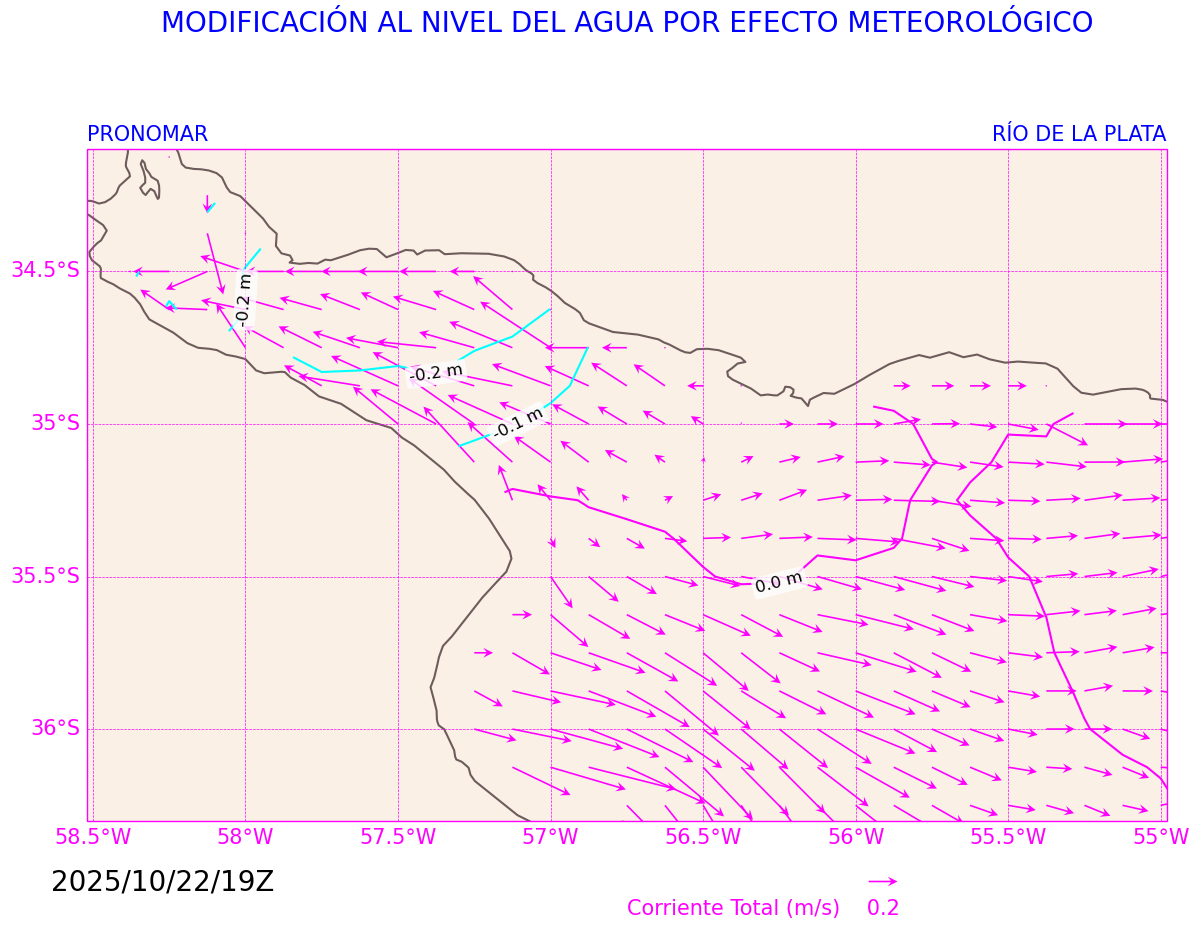 MODIFICACIÓN AL NIVEL DEL AGUA POR EFECTO METEOROLÓGICO
PRONOMAR
RÍO DE LA PLATA
34.5°S
35°S
35.5°S
36°S
-0.2 m
-0.2 m
-0.1 m
0.0 m
58.5°W
58°W
57.5°W
57°W
56.5°W
56°W
55.5°W
55°W
2025/10/22/19Z
Corriente Total (m/s)
0.2